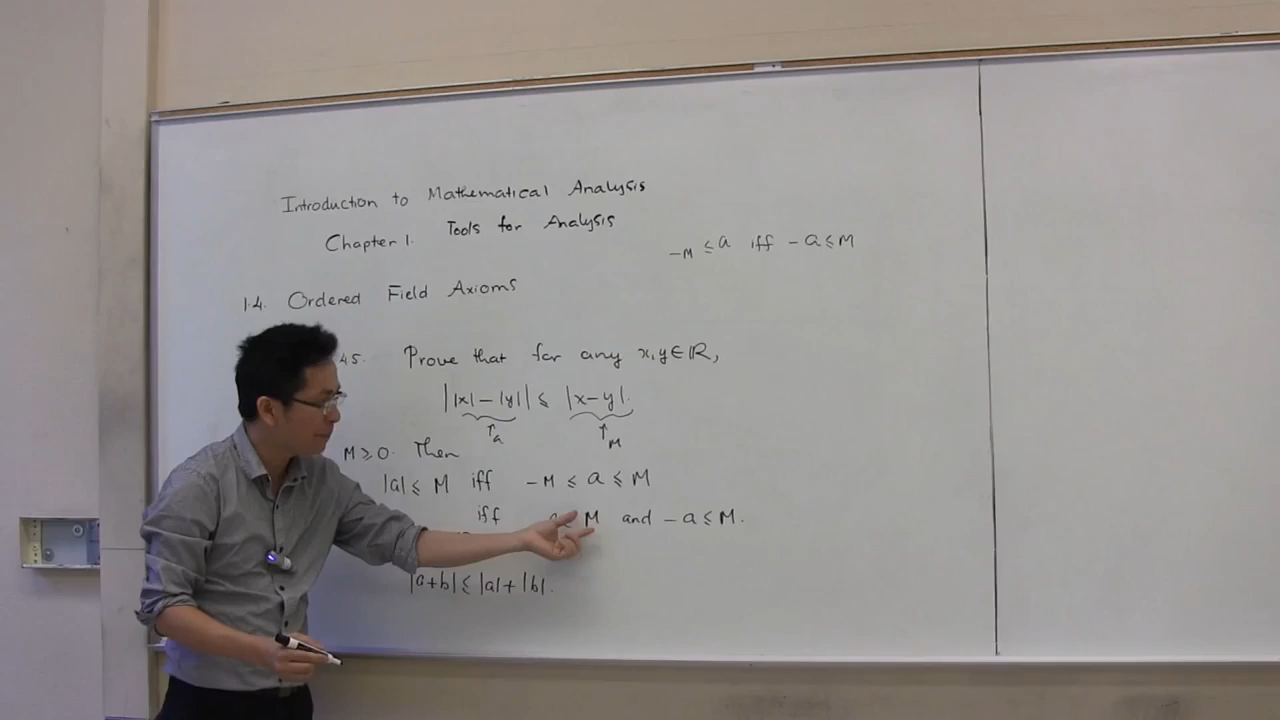 Introduction to Mathematical Analysis
Chapter 1. Tools for Analysis
-M ≤ a iff -a ≤ M
1.4. Ordered Field Axioms
45. Prove that for any x, y ∈ ℝ,
||x| - |y|| ≤ |x-y|.
↑a ↑M
M ≥ 0. Then
|a| ≤ M iff -M ≤ a ≤ M
iff M and -a ≤ M.
|a+b| ≤ |a| + |b|.